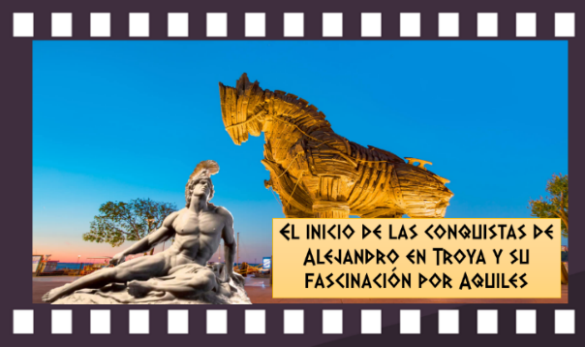 El inicio de las conquistas de
Alejandro en Troya y su
fascinación por Aquiles